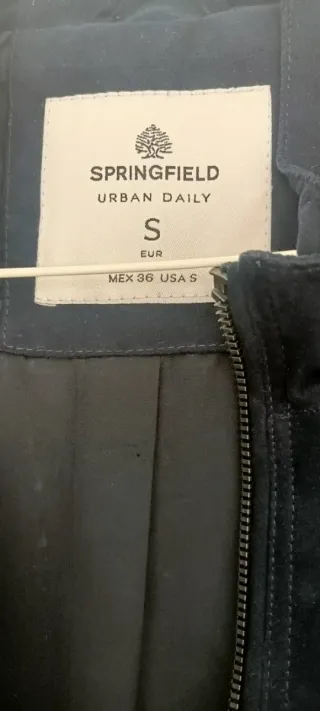 SPRINGFIELD
URBAN DAILY
S
EUR
MEX 36 USA S